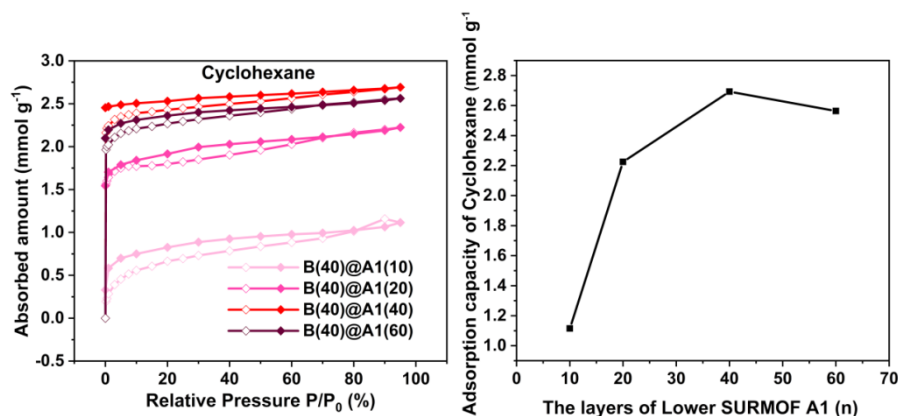 Cyclohexane
Absorbed amount (mmol g⁻¹)
3.0
2.5
2.0
1.5
1.0
0.5
0.0
-0.5
B(40)@A1(10)
B(40)@A1(20)
B(40)@A1(40)
B(40)@A1(60)
0 20 40 60 80 100
Relative Pressure P/P₀ (%)
Adsorption capacity of Cyclohexane (mmol g⁻¹)
2.8
2.6
2.4
2.2
2.0
1.8
1.6
1.4
1.2
1.0
0 10 20 30 40 50 60 70
The layers of Lower SURMOF A1 (n)